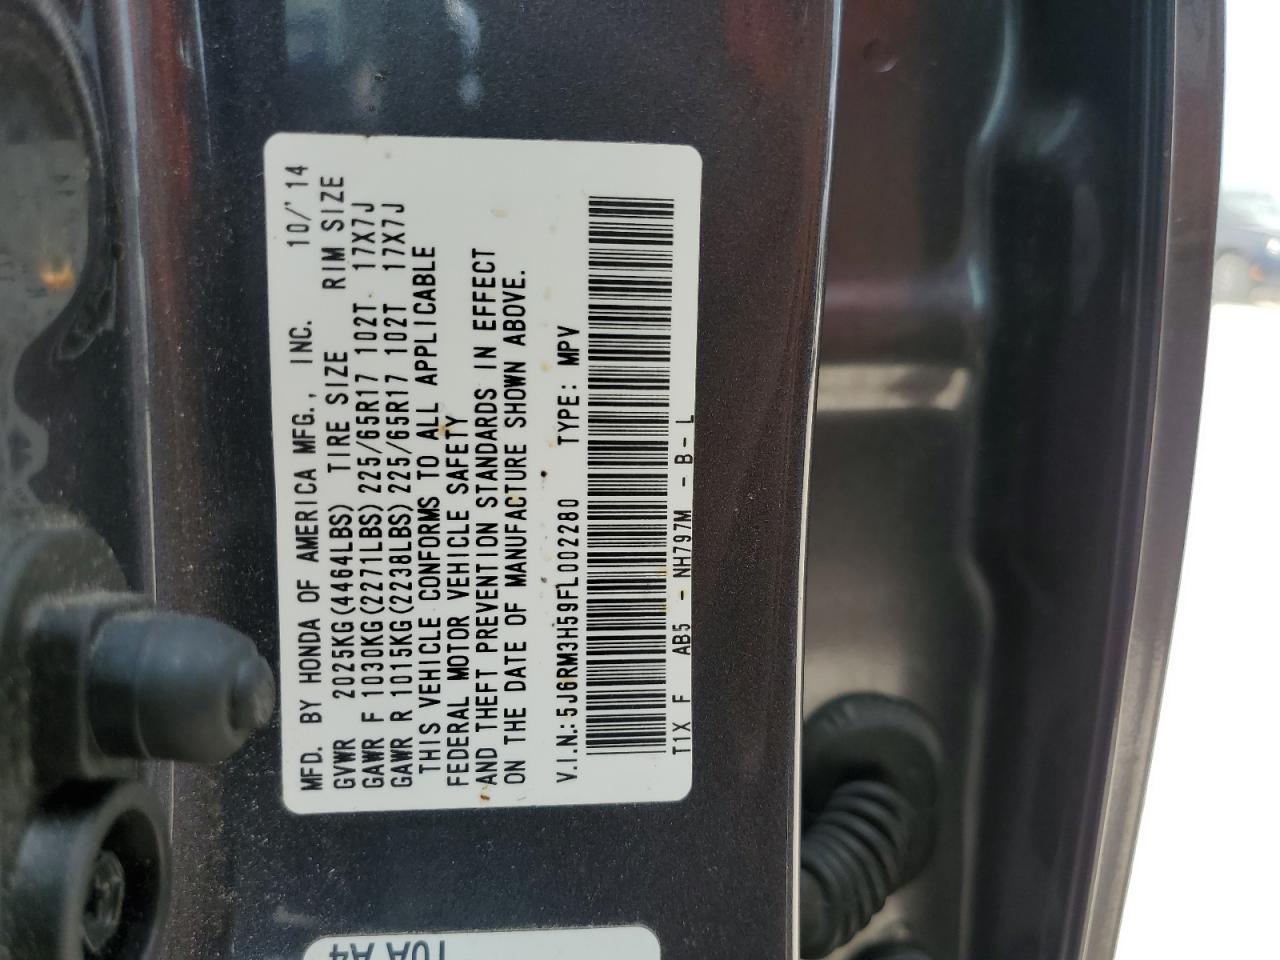 MFD. BY HONDA OF AMERICA MFG., INC. 10/'14
GVWR 2025KG(4464LBS) TIRE SIZE RIM SIZE
GAWR F 1030KG(2271LBS) 225/65R17 102T 17X7J
GAWR R 1015KG(2238LBS) 225/65R17 102T 17X7J
THIS VEHICLE CONFORMS TO ALL APPLICABLE
FEDERAL MOTOR VEHICLE SAFETY
AND THEFT PREVENTION STANDARDS IN EFFECT
ON THE DATE OF MANUFACTURE SHOWN ABOVE.
V.I.N.: 5J6RM3H59FL002280 TYPE: MPV
T1X F AB5 - NH797M - B - L